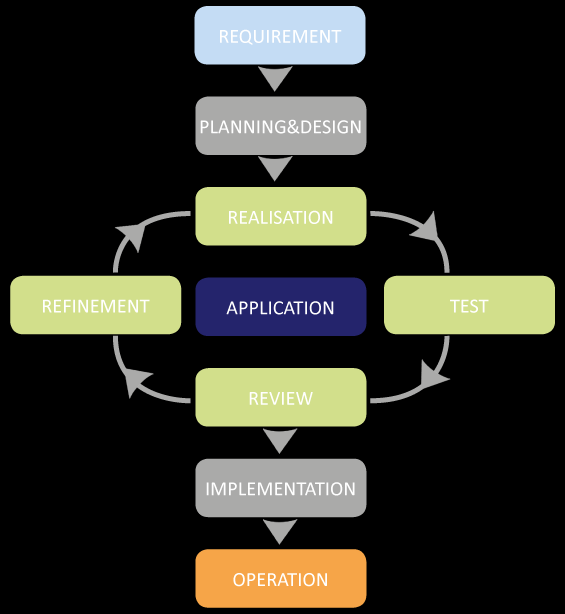 REQUIREMENT
PLANNING&DESIGN
REALISATION
REFINEMENT
APPLICATION
TEST
REVIEW
IMPLEMENTATION
OPERATION